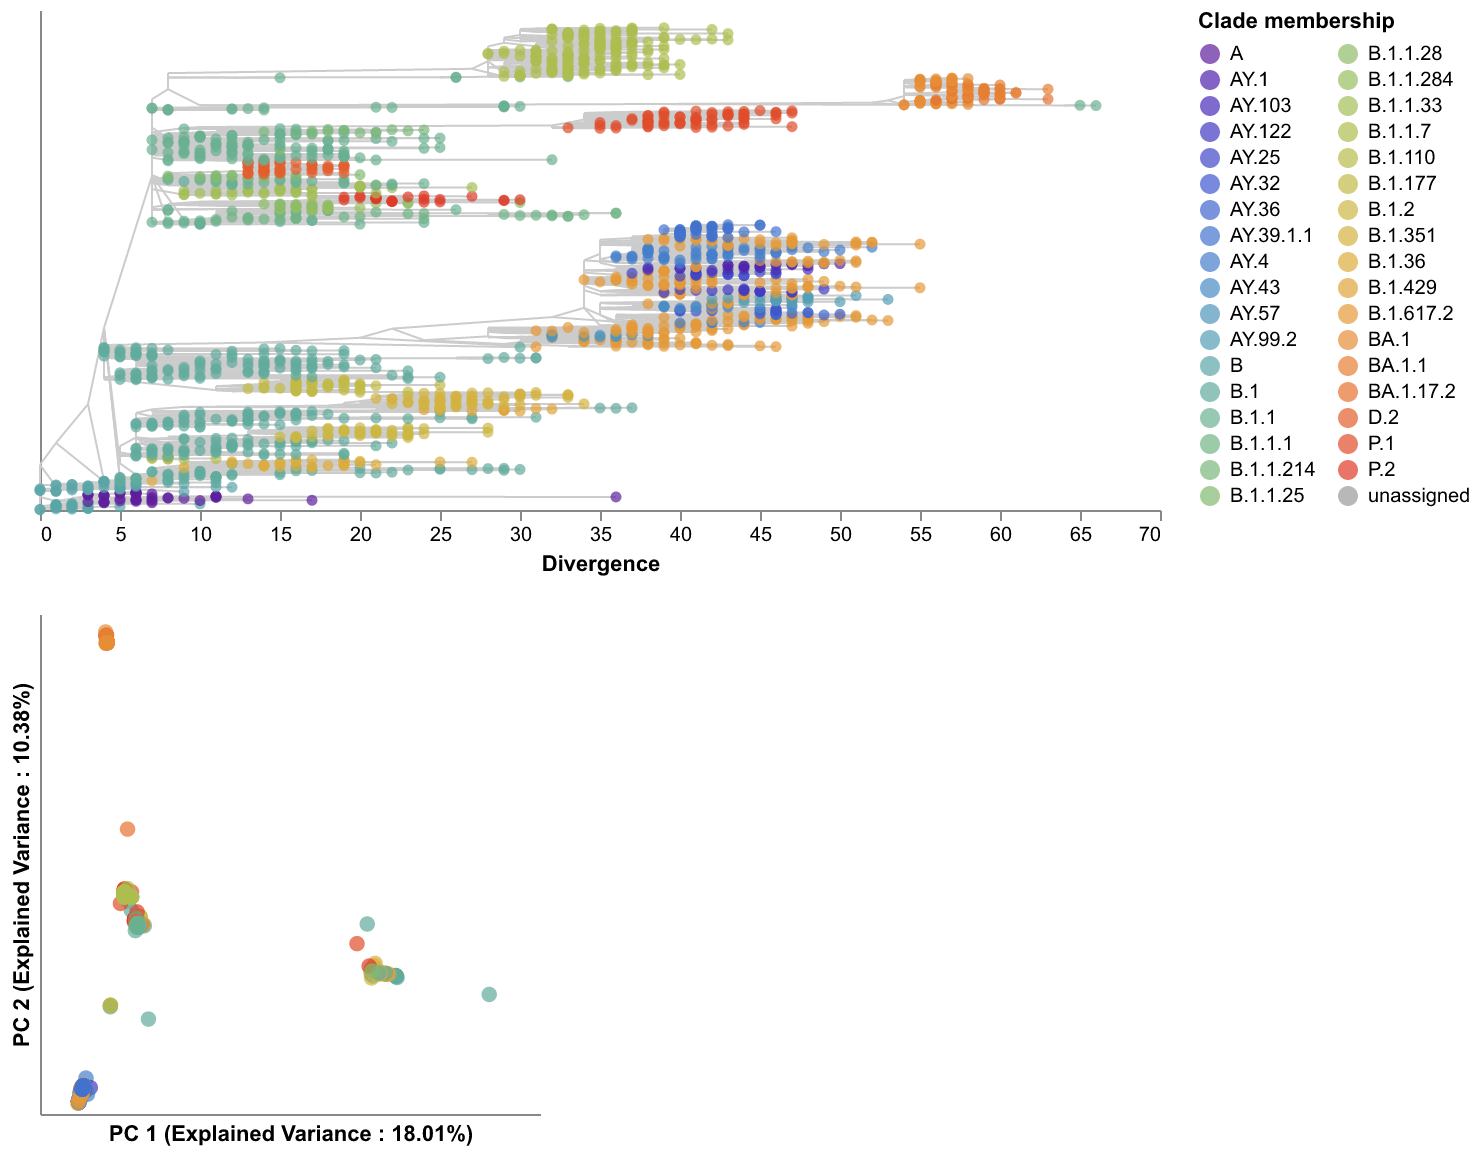 Clade membership
A
AY.1
AY.103
AY.122
AY.25
AY.32
AY.36
AY.39.1.1
AY.4
AY.43
AY.57
AY.99.2
B
B.1
B.1.1
B.1.1.1
B.1.1.214
B.1.1.25
B.1.1.28
B.1.1.284
B.1.1.33
B.1.1.7
B.1.110
B.1.177
B.1.2
B.1.351
B.1.36
B.1.429
B.1.617.2
BA.1
BA.1.1
BA.1.17.2
D.2
P.1
P.2
unassigned
0 5 10 15 20 25 30 35 40 45 50 55 60 65 70
Divergence
PC 2 (Explained Variance : 10.38%)
PC 1 (Explained Variance : 18.01%)